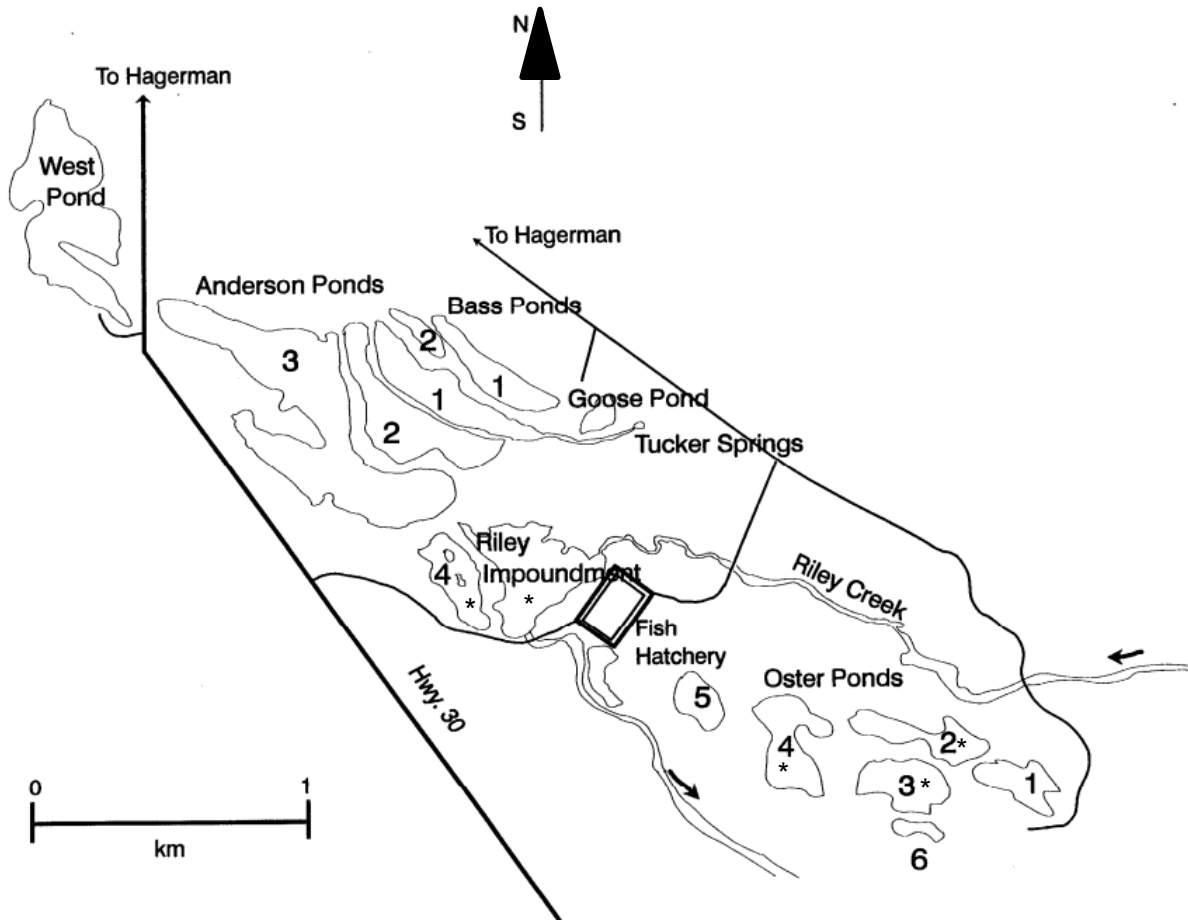 N
To Hagerman
S
West
Pond
To Hagerman
Anderson Ponds
Bass Ponds
2
3
1
1
Goose Pond
2
Tucker Springs
Riley
Impoundment
4
*
*
Riley Creek
Fish
Hatchery
Oster Ponds
Hwy. 30
5
4
*
2*
3*
1
6
0
1
km